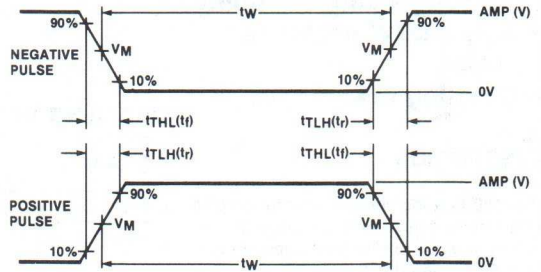 tW
AMP (V)
90%
90%
NEGATIVE
PULSE
VM
VM
10%
10%
0V
tTHL(tf)
tTLH(tr)
tTLH(tr)
tTHL(tf)
AMP (V)
POSITIVE
PULSE
90%
90%
VM
VM
10%
10%
0V
tW